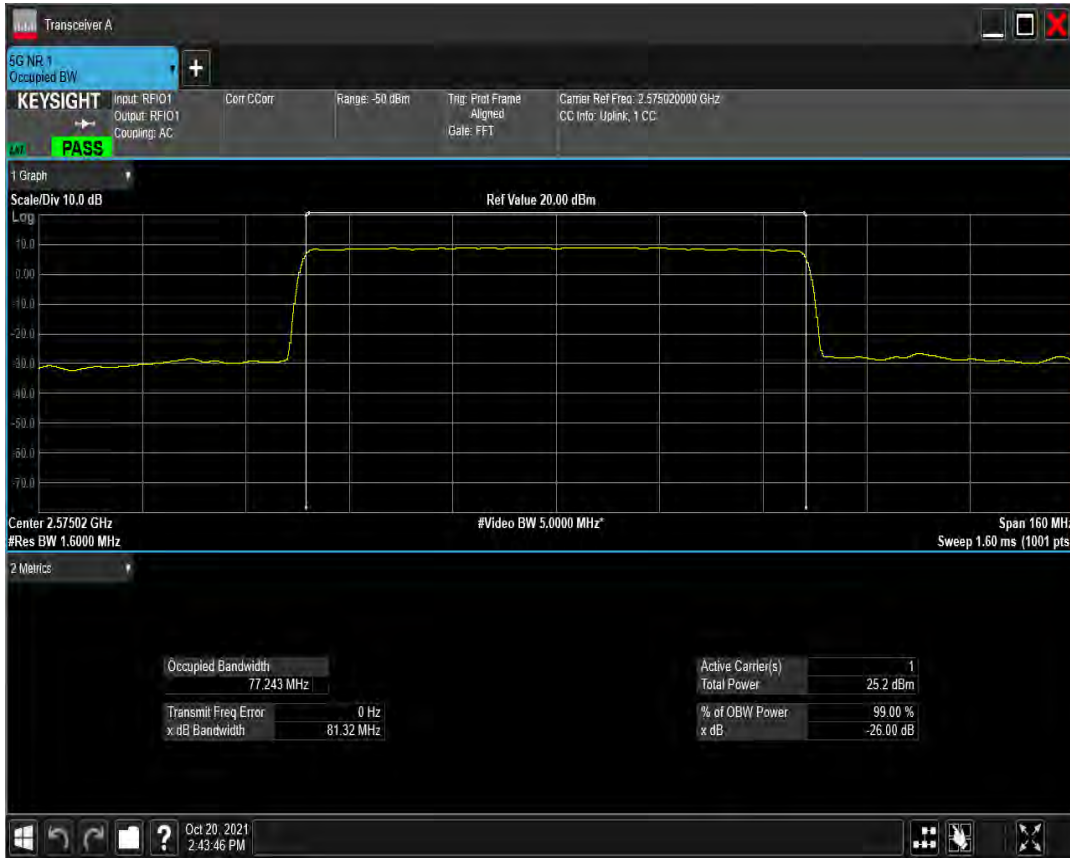 Transceiver A
5G NR 1
Occupied BW
+
KEYSIGHT
PASS
Input: RFIO1
Output: RFIO1
Coupling: AC
Corr CCorr
Range: -50 dBm
Trig: Prot Frame
Aligned
Gate: FFT
Carrier Ref Freq: 2.575020000 GHz
CC Info: Uplink, 1 CC
1 Graph
Scale/Div 10.0 dB
Ref Value 20.00 dBm
Log
10.0
0.00
-10.0
-20.0
-30.0
-40.0
-50.0
-60.0
-70.0
Center 2.57502 GHz
#Video BW 5.0000 MHz*
Span 160 MHz
#Res BW 1.6000 MHz
Sweep 1.60 ms (1001 pts
2 Metrics
Occupied Bandwidth
77.243 MHz
Transmit Freq Error 0 Hz
x dB Bandwidth 81.32 MHz
Active Carrier(s) 1
Total Power 25.2 dBm
% of OBW Power 99.00 %
x dB -26.00 dB
?
Oct 20, 2021
2:43:46 PM